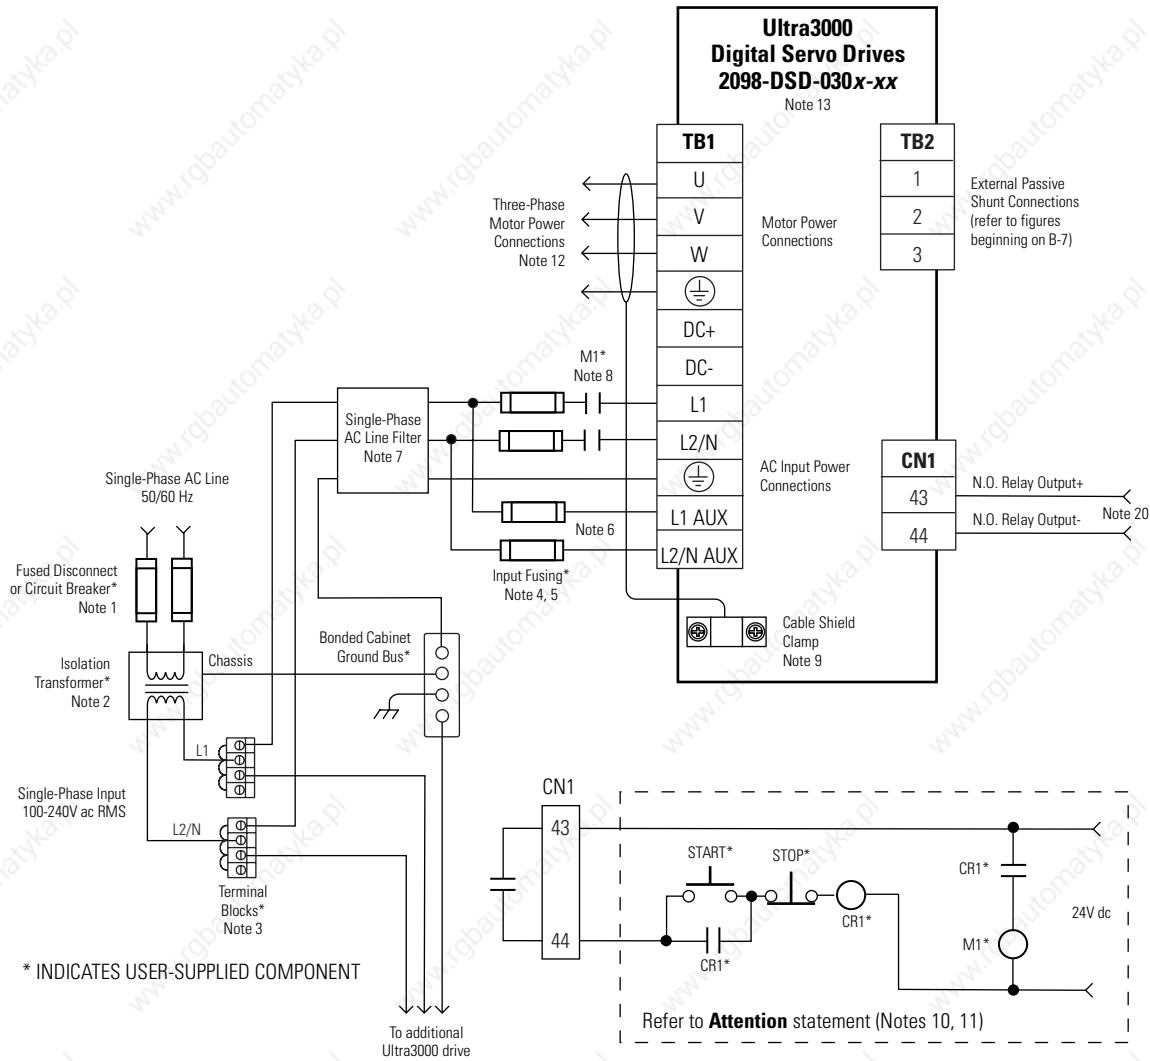 Ultra3000
Digital Servo Drives
2098-DSD-030x-xx
Note 13
TB1
U
V
W
DC+
DC-
L1
L2/N
L1 AUX
L2/N AUX
TB2
1
2
3
External Passive
Shunt Connections
(refer to figures
beginning on B-7)
Three-Phase
Motor Power
Connections
Note 12
Motor Power
Connections
M1*
Note 8
Single-Phase
AC Line Filter
Note 7
AC Input Power
Connections
CN1
43
44
N.O. Relay Output+
N.O. Relay Output-
Note 20
Single-Phase AC Line
50/60 Hz
Note 6
Input Fusing*
Note 4, 5
Fused Disconnect
or Circuit Breaker*
Note 1
Cable Shield
Clamp
Note 9
Bonded Cabinet
Ground Bus*
Isolation
Transformer*
Note 2
Chassis
L1
Single-Phase Input
100-240V ac RMS
L2/N
Terminal
Blocks*
Note 3
CN1
43
44
START*
STOP*
CR1*
CR1*
CR1*
M1*
24V dc
* INDICATES USER-SUPPLIED COMPONENT
Refer to Attention statement (Notes 10, 11)
To additional
Ultra3000 drive
www.rgbautomatyka.pl